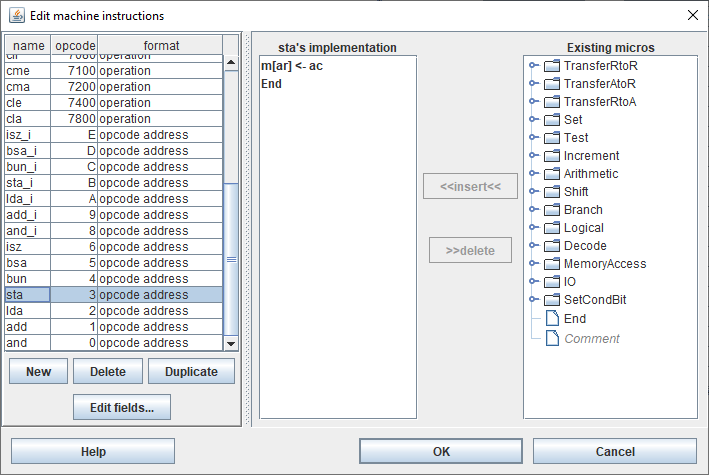 Edit machine instructions
name opcode format
cme 7100 operation
cma 7200 operation
cle 7400 operation
cla 7800 operation
isz_i E opcode address
bsa_i D opcode address
bun_i C opcode address
sta_i B opcode address
lda_i A opcode address
add_i 9 opcode address
and_i 8 opcode address
isz 6 opcode address
bsa 5 opcode address
bun 4 opcode address
sta 3 opcode address
lda 2 opcode address
add 1 opcode address
and 0 opcode address
New Delete Duplicate
Edit fields...
sta's implementation
m[ar] <- ac
End
<<insert<<
>>delete
Existing micros
TransferRtoR
TransferAtoR
TransferRtoA
Set
Test
Increment
Arithmetic
Shift
Branch
Logical
Decode
MemoryAccess
IO
SetCondBit
End
Comment
Help OK Cancel